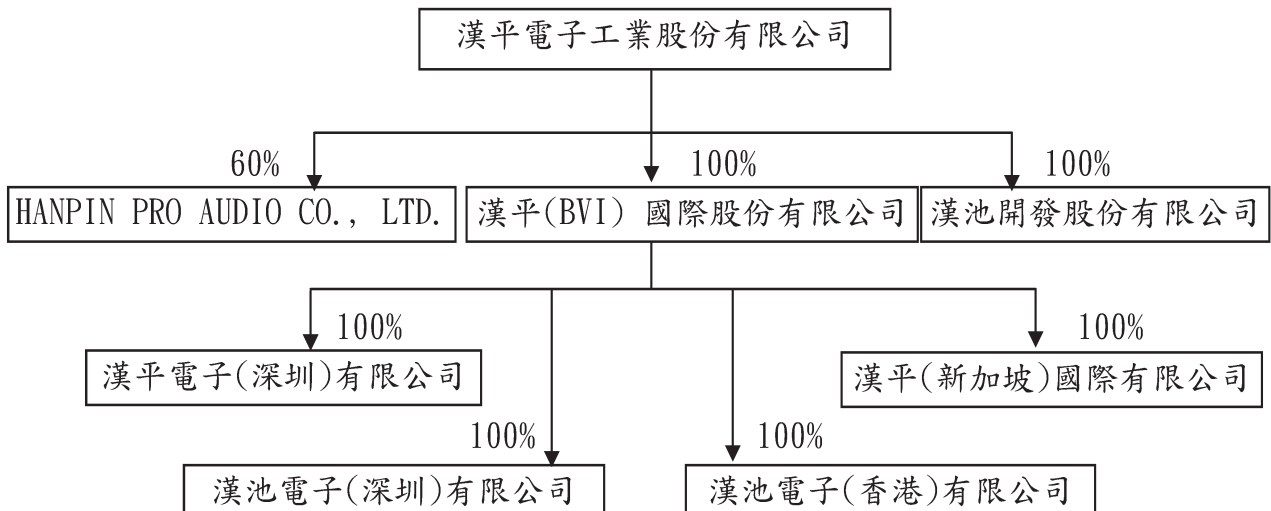 漢平電子工業股份有限公司
60%
100%
100%
HANPIN PRO AUDIO CO., LTD.
漢平(BVI) 國際股份有限公司
漢池開發股份有限公司
100%
100%
漢平電子(深圳)有限公司
漢平(新加坡)國際有限公司
100%
100%
漢池電子(深圳)有限公司
漢池電子(香港)有限公司